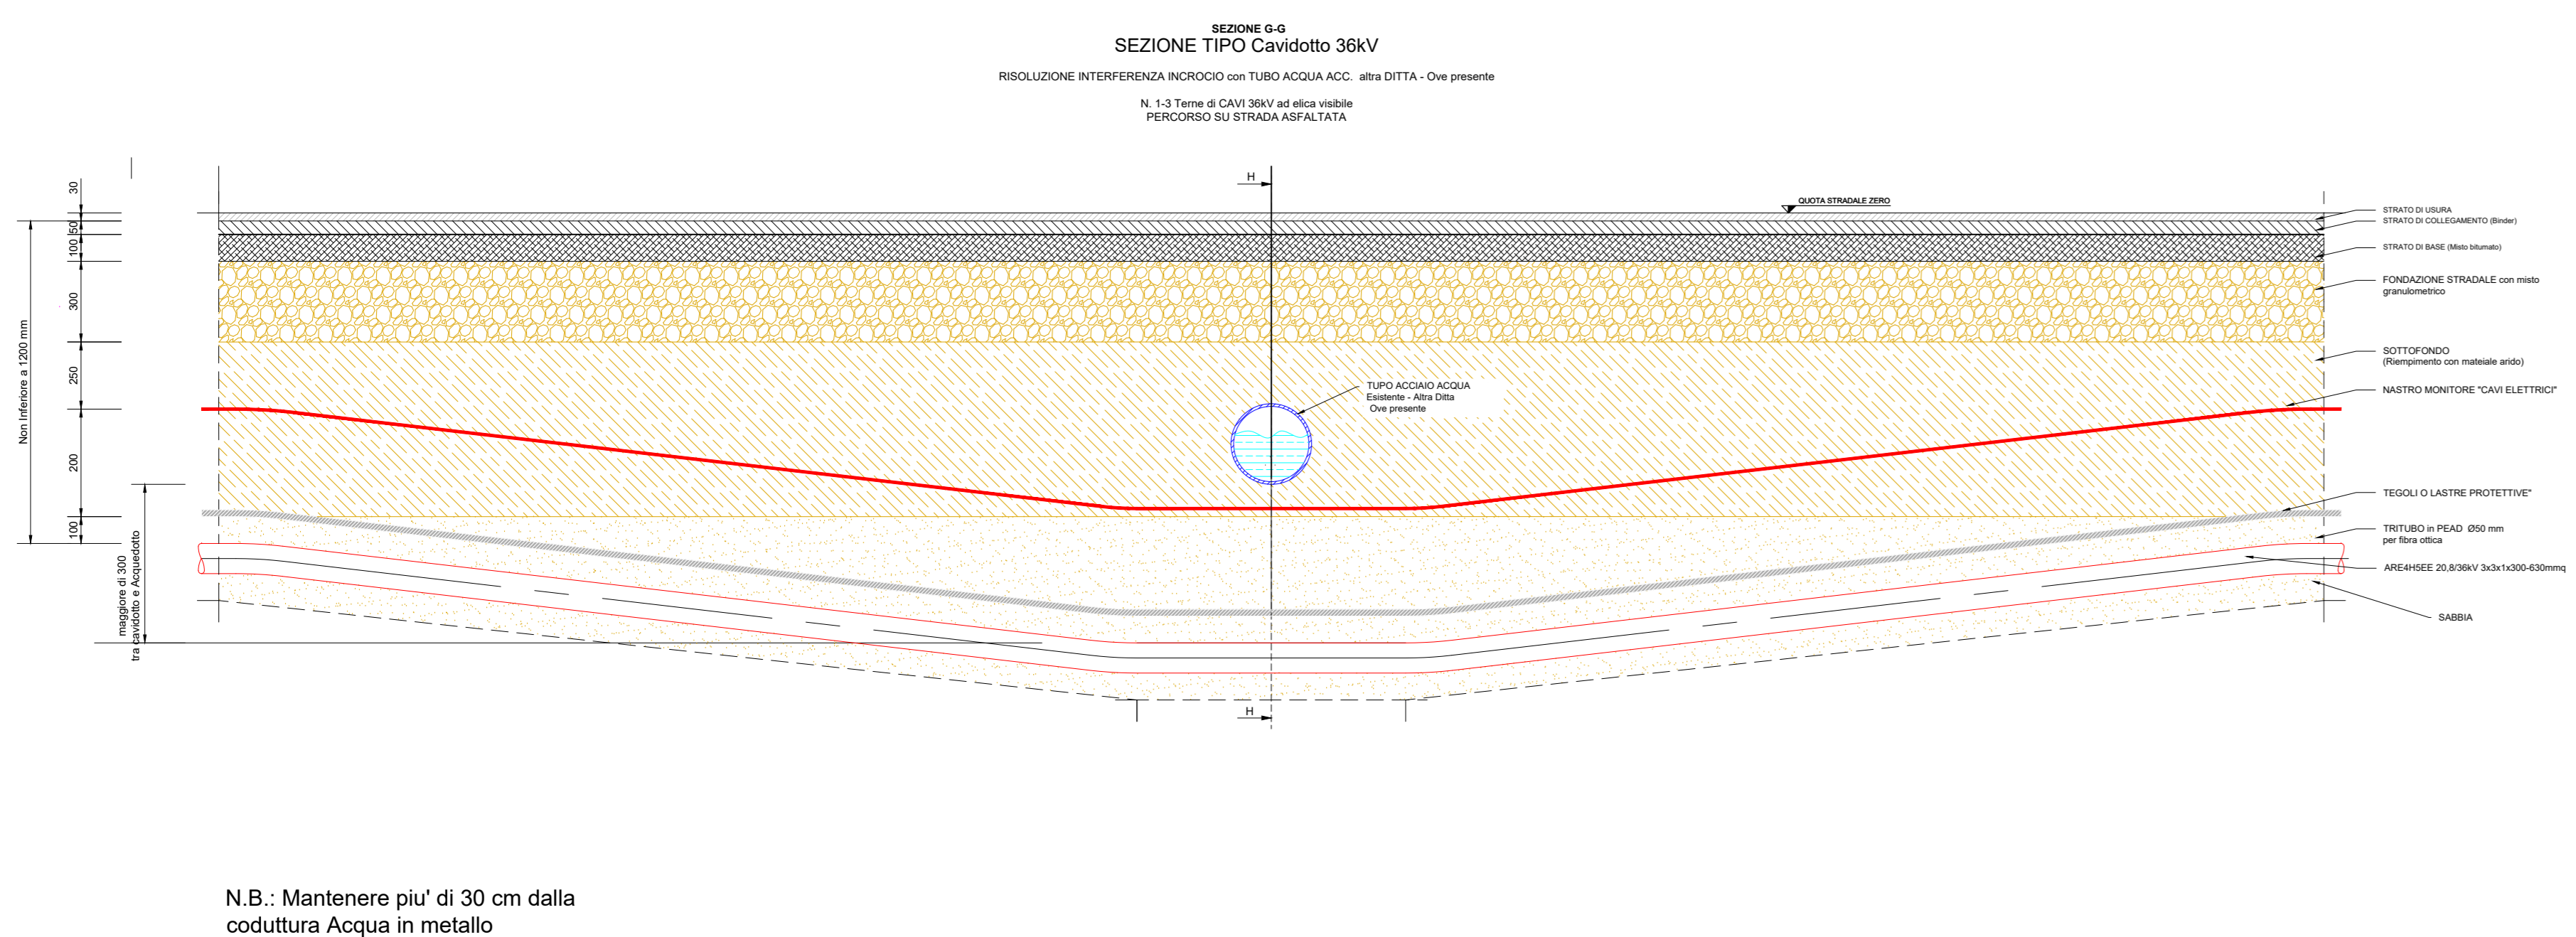 SEZIONE G-G
SEZIONE TIPO Cavidotto 36kV
RISOLUZIONE INTERFERENZA INCROCIO con TUBO ACQUA ACC. altra DITTA - Ove presente
N. 1-3 Terne di CAVI 36kV ad elica visibile
PERCORSO SU STRADA ASFALTATA
H
QUOTA STRADALE ZERO
30
50
100
300
250
200
100
Non Inferiore a 1200 mm
maggiore di 300
tra cavidotto e Acquedotto
STRATO DI USURA
STRATO DI COLLEGAMENTO (Binder)
STRATO DI BASE (Misto bitumato)
FONDAZIONE STRADALE con misto
granulometrico
SOTTOFONDO
(Riempimento con mateiale arido)
NASTRO MONITORE "CAVI ELETTRICI"
TUPO ACCIAIO ACQUA
Esistente - Altra Ditta
Ove presente
TEGOLI O LASTRE PROTETTIVE"
TRITUBO in PEAD Ø50 mm
per fibra ottica
ARE4H5EE 20,8/36kV 3x3x1x300-630mmq
SABBIA
H
N.B.: Mantenere piu' di 30 cm dalla
coduttura Acqua in metallo